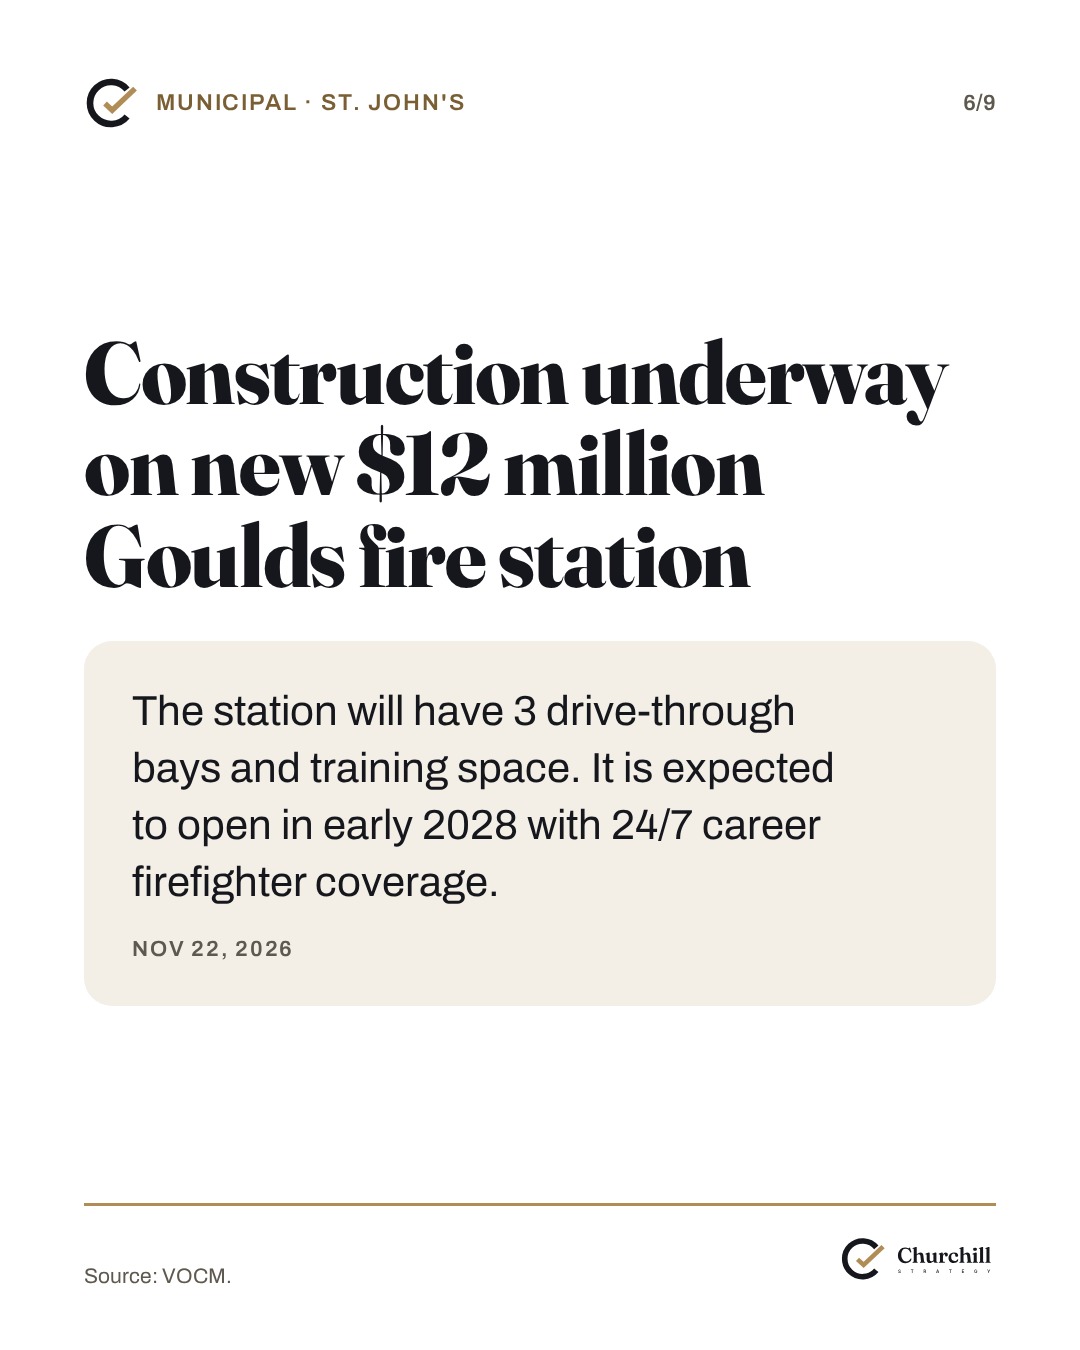 MUNICIPAL · ST. JOHN'S
6/9
Construction underway
on new $12 million
Goulds fire station
The station will have 3 drive-through
bays and training space. It is expected
to open in early 2028 with 24/7 career
firefighter coverage.
NOV 22, 2026
Source: VOCM.
Churchill
STRATEGY